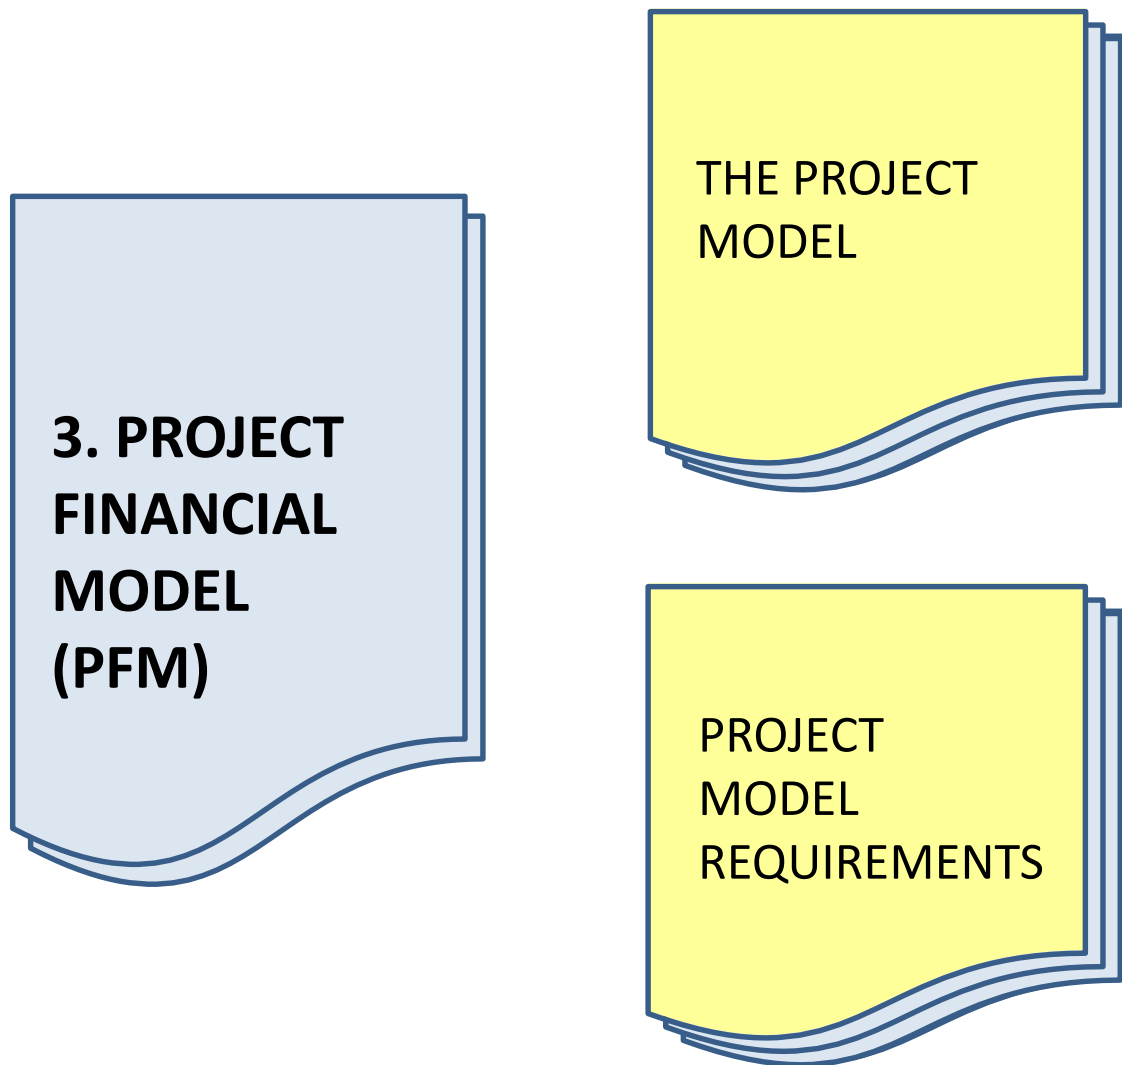 3. PROJECT
FINANCIAL
MODEL
(PFM)
THE PROJECT
MODEL
PROJECT
MODEL
REQUIREMENTS